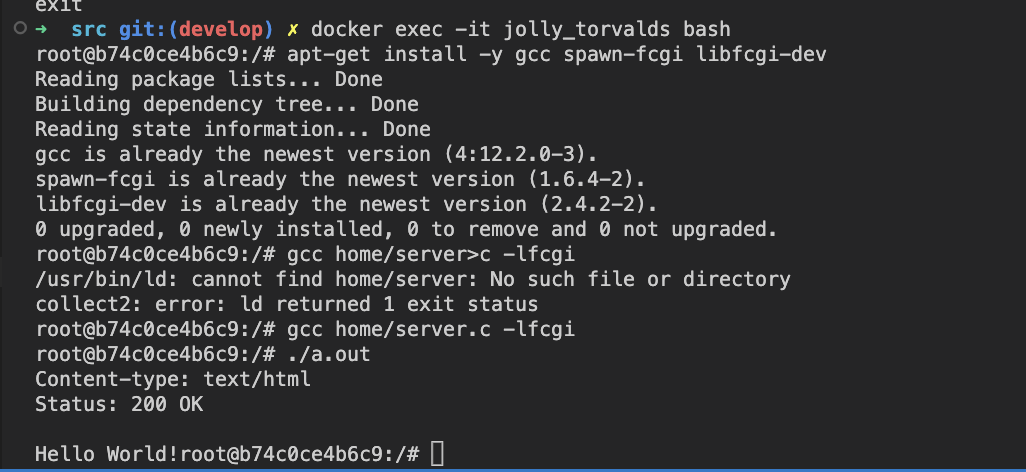 exit
→ src git:(develop) ✗ docker exec -it jolly_torvalds bash
root@b74c0ce4b6c9:/# apt-get install -y gcc spawn-fcgi libfcgi-dev
Reading package lists... Done
Building dependency tree... Done
Reading state information... Done
gcc is already the newest version (4:12.2.0-3).
spawn-fcgi is already the newest version (1.6.4-2).
libfcgi-dev is already the newest version (2.4.2-2).
0 upgraded, 0 newly installed, 0 to remove and 0 not upgraded.
root@b74c0ce4b6c9:/# gcc home/server>c -lfcgi
/usr/bin/ld: cannot find home/server: No such file or directory
collect2: error: ld returned 1 exit status
root@b74c0ce4b6c9:/# gcc home/server.c -lfcgi
root@b74c0ce4b6c9:/# ./a.out
Content-type: text/html
Status: 200 OK
Hello World!root@b74c0ce4b6c9:/#